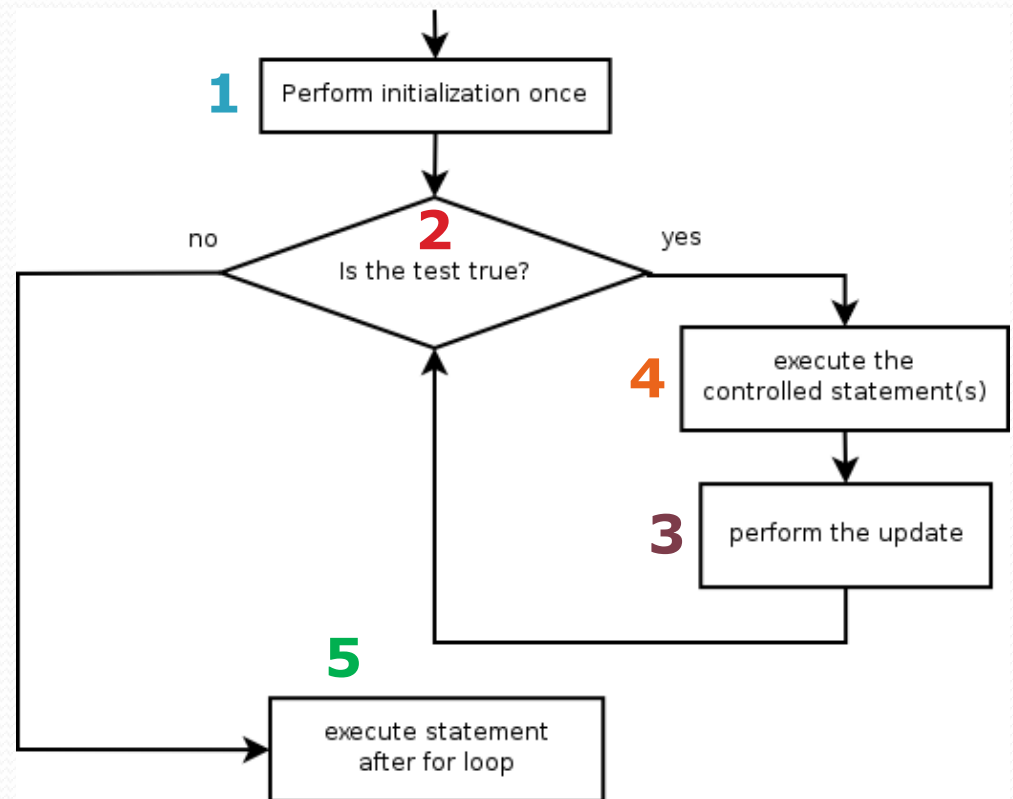 1
Perform initialization once
2
no
yes
Is the test true?
4
execute the
controlled statement(s)
3
perform the update
5
execute statement
after for loop